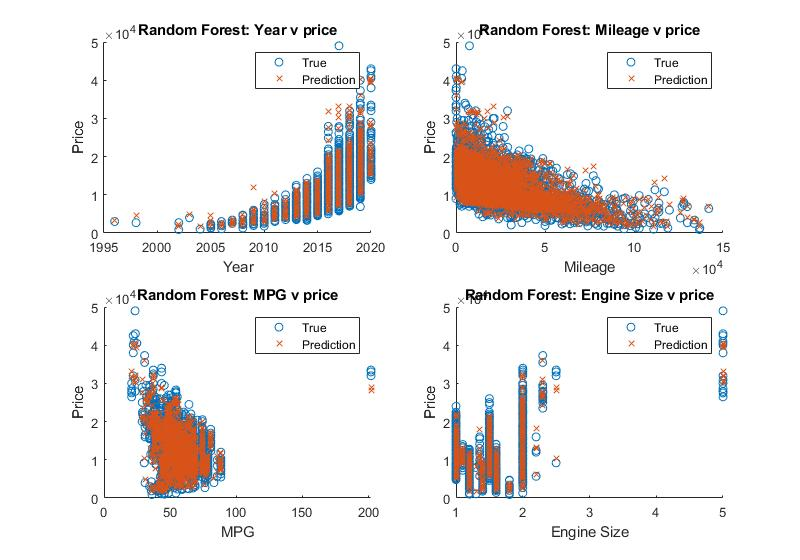 Random Forest: Year v price
× 10^4
True
Prediction
Price
5
4
3
2
1
0
1995 2000 2005 2010 2015 2020
Year
Random Forest: Mileage v price
True
Prediction
Price
5
4
3
2
1
0
0 5 10 15
Mileage
× 10^4
Random Forest: MPG v price
× 10^4
True
Prediction
Price
5
4
3
2
1
0
0 50 100 150 200
MPG
Random Forest: Engine Size v price
True
Prediction
Price
5
4
3
2
1
0
1 2 3 4 5
Engine Size